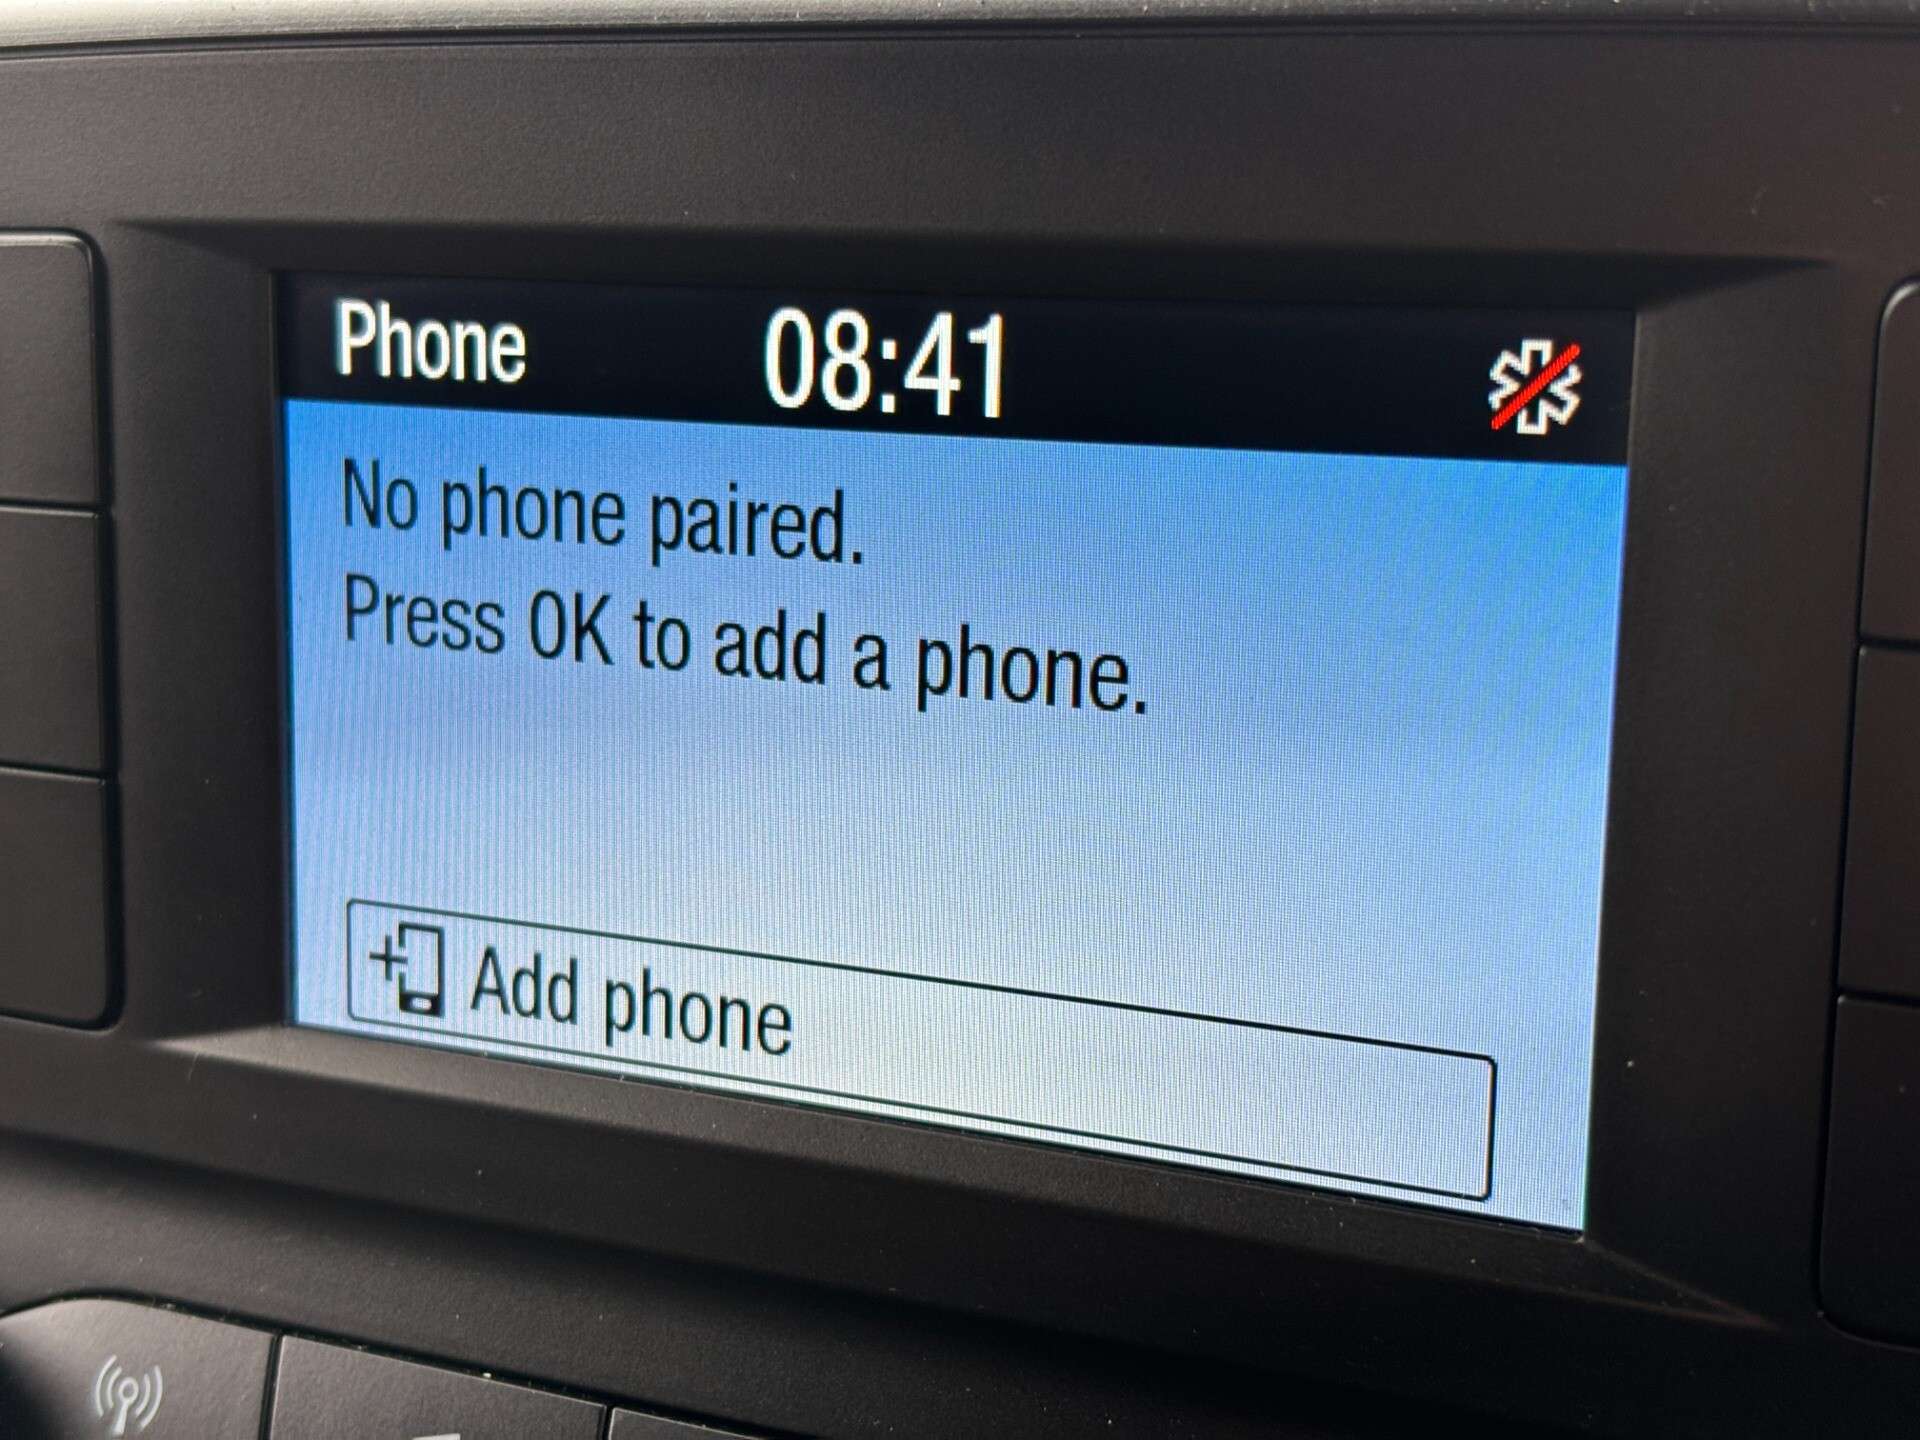 Phone 08:41
No phone paired.
Press OK to add a phone.
Add phone